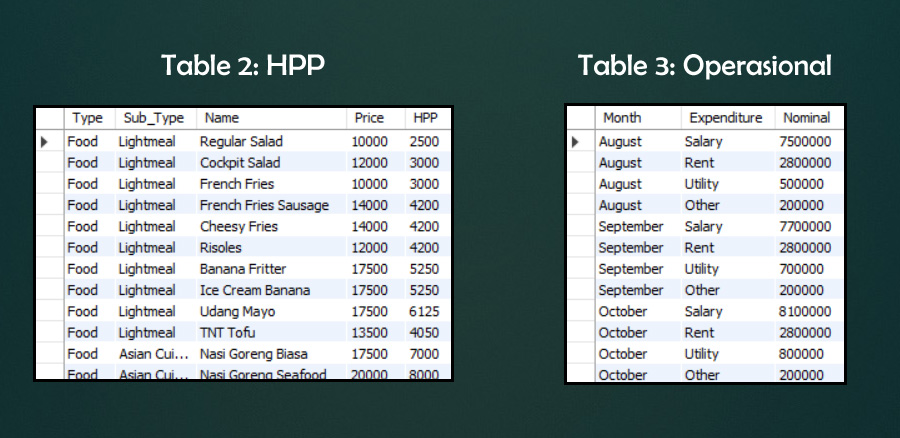 Table 2: HPP
Type Sub_Type Name Price HPP
Food Lightmeal Regular Salad 10000 2500
Food Lightmeal Cockpit Salad 12000 3000
Food Lightmeal French Fries 10000 3000
Food Lightmeal French Fries Sausage 14000 4200
Food Lightmeal Cheesy Fries 14000 4200
Food Lightmeal Risoles 12000 4200
Food Lightmeal Banana Fritter 17500 5250
Food Lightmeal Ice Cream Banana 17500 5250
Food Lightmeal Udang Mayo 17500 6125
Food Lightmeal TNT Tofu 13500 4050
Food Asian Cui... Nasi Goreng Biasa 17500 7000
Food Asian Cui... Nasi Goreng Seafood 20000 8000
Table 3: Operasional
Month Expenditure Nominal
August Salary 7500000
August Rent 2800000
August Utility 500000
August Other 200000
September Salary 7700000
September Rent 2800000
September Utility 700000
September Other 200000
October Salary 8100000
October Rent 2800000
October Utility 800000
October Other 200000